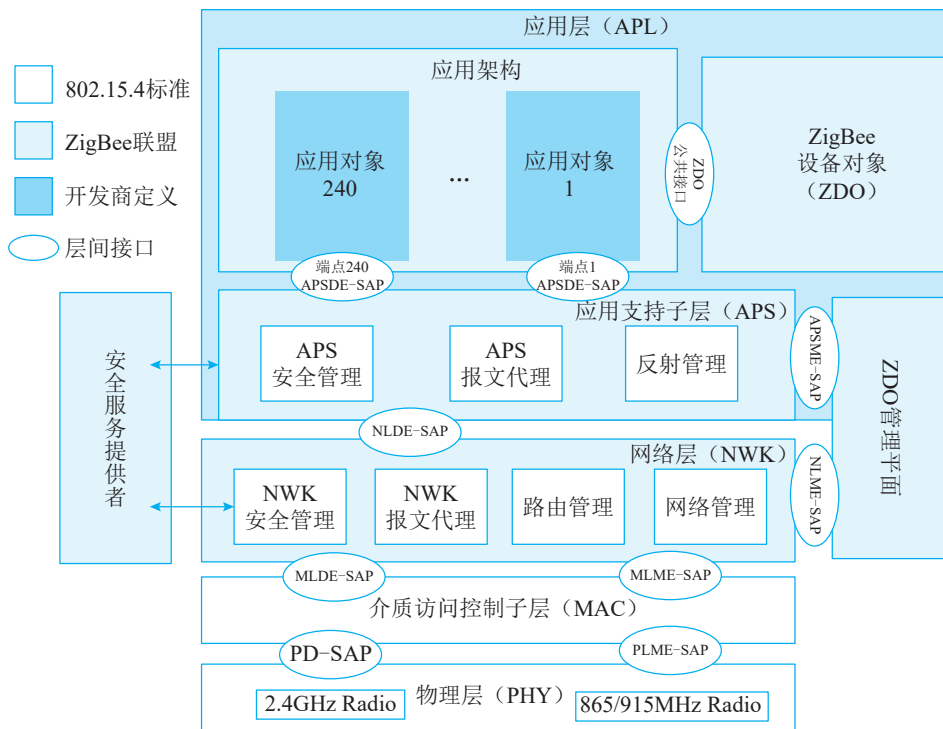 应用层（APL）
802.15.4标准
ZigBee联盟
开发商定义
层间接口
应用架构
应用对象
240
...
应用对象
1
ZDO
公共接口
ZigBee
设备对象
（ZDO）
端点240
APSDE-SAP
端点1
APSDE-SAP
应用支持子层（APS）
APS
安全管理
APS
报文代理
反射管理
APSME-SAP
安全服务提供者
ZDO管理平面
NLDE-SAP
网络层（NWK）
NWK
安全管理
NWK
报文代理
路由管理
网络管理
NLME-SAP
MLDE-SAP
MLME-SAP
介质访问控制子层（MAC）
PD-SAP
PLME-SAP
物理层（PHY）
2.4GHz Radio
865/915MHz Radio